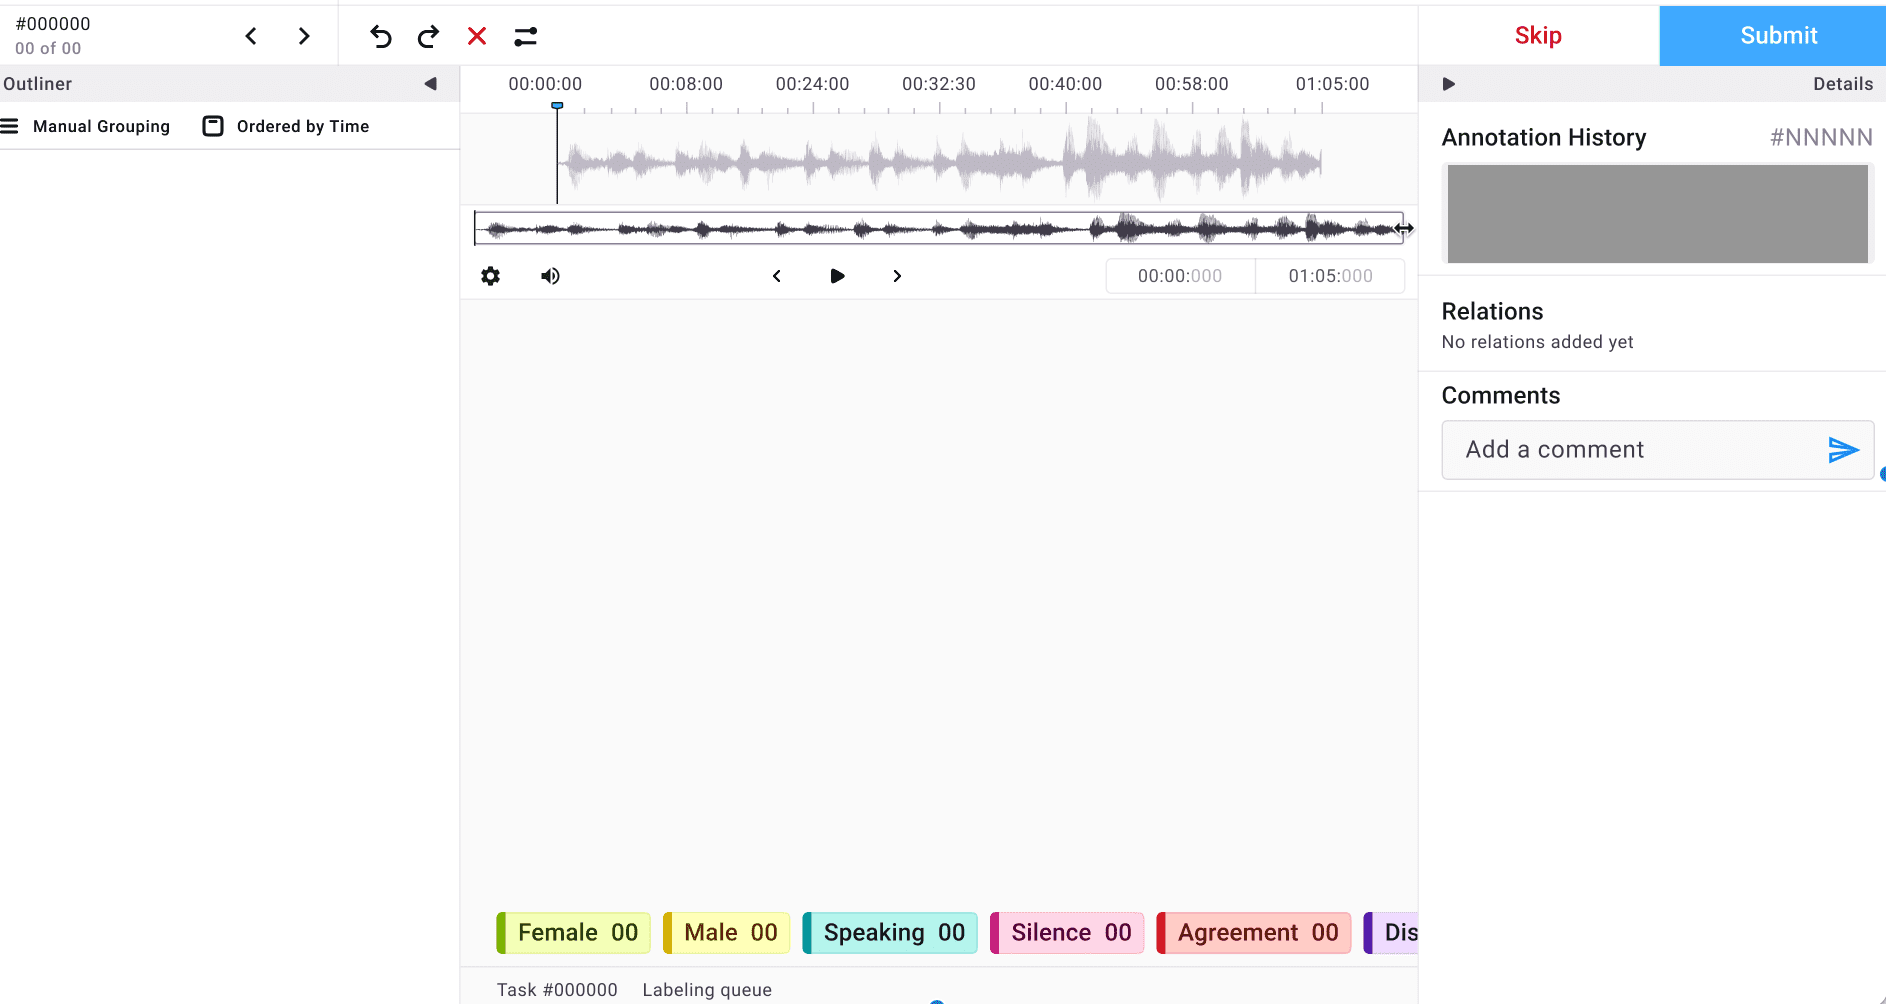 #000000
00 of 00
Skip
Submit
Outliner
00:00:00 00:08:00 00:24:00 00:32:30 00:40:00 00:58:00 01:05:00
Details
Manual Grouping Ordered by Time
Annotation History #NNNNN
00:00:000 01:05:000
Relations
No relations added yet
Comments
Add a comment
Female 00 Male 00 Speaking 00 Silence 00 Agreement 00 Dis
Task #000000 Labeling queue